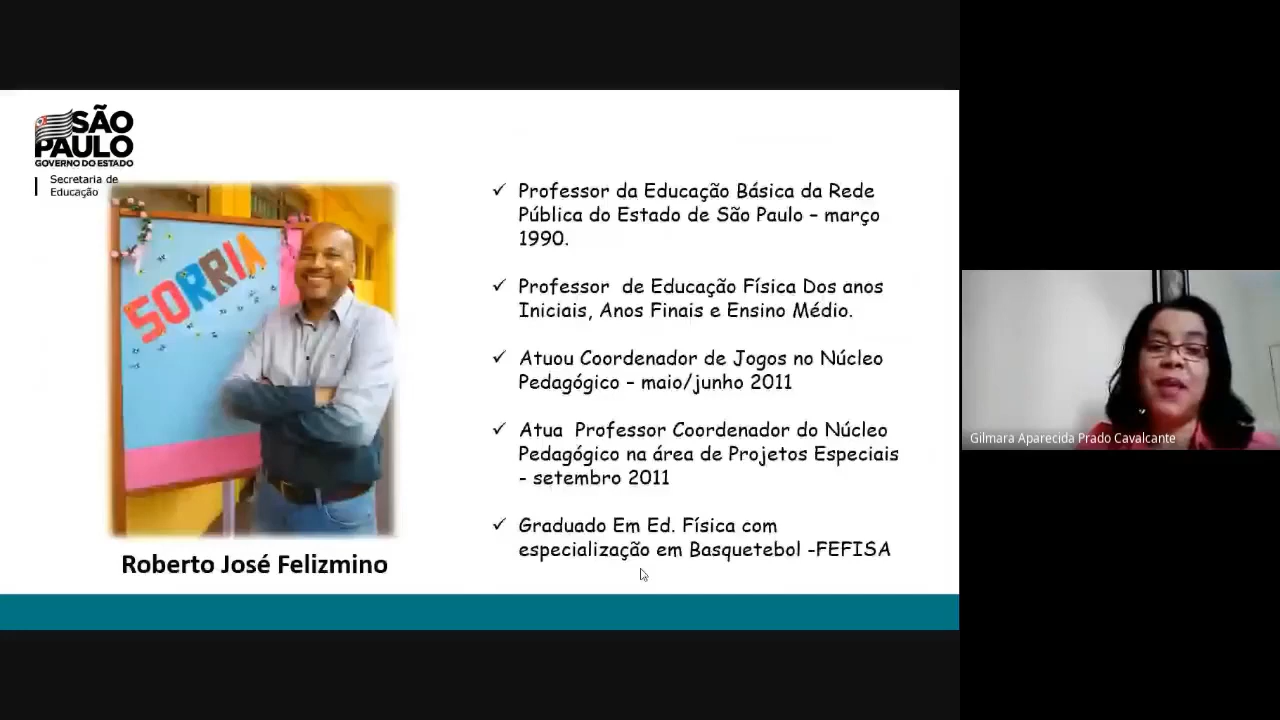 SÃO
PAULO
GOVERNO DO ESTADO
Secretaria de
Educação
SORRIA
Roberto José Felizmino
✓ Professor da Educação Básica da Rede
Pública do Estado de São Paulo – março
1990.
✓ Professor  de Educação Física Dos anos
Iniciais, Anos Finais e Ensino Médio.
✓ Atuou Coordenador de Jogos no Núcleo
Pedagógico – maio/junho 2011
✓ Atua  Professor Coordenador do Núcleo
Pedagógico na área de Projetos Especiais
- setembro 2011
✓ Graduado Em Ed. Física com
especialização em Basquetebol -FEFISA
Gilmara Aparecida Prado Cavalcante